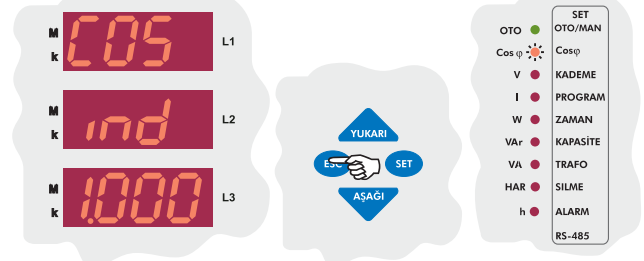 M
k
COS
L1
M
k
ınd
L2
M
k
1.000
L3
YUKARI
ESC
SET
AŞAĞI
SET
OTO OTO/MAN
Cos φ Cosφ
V KADEME
I PROGRAM
W ZAMAN
VAr KAPASİTE
VA TRAFO
HAR SİLME
h ALARM
RS-485